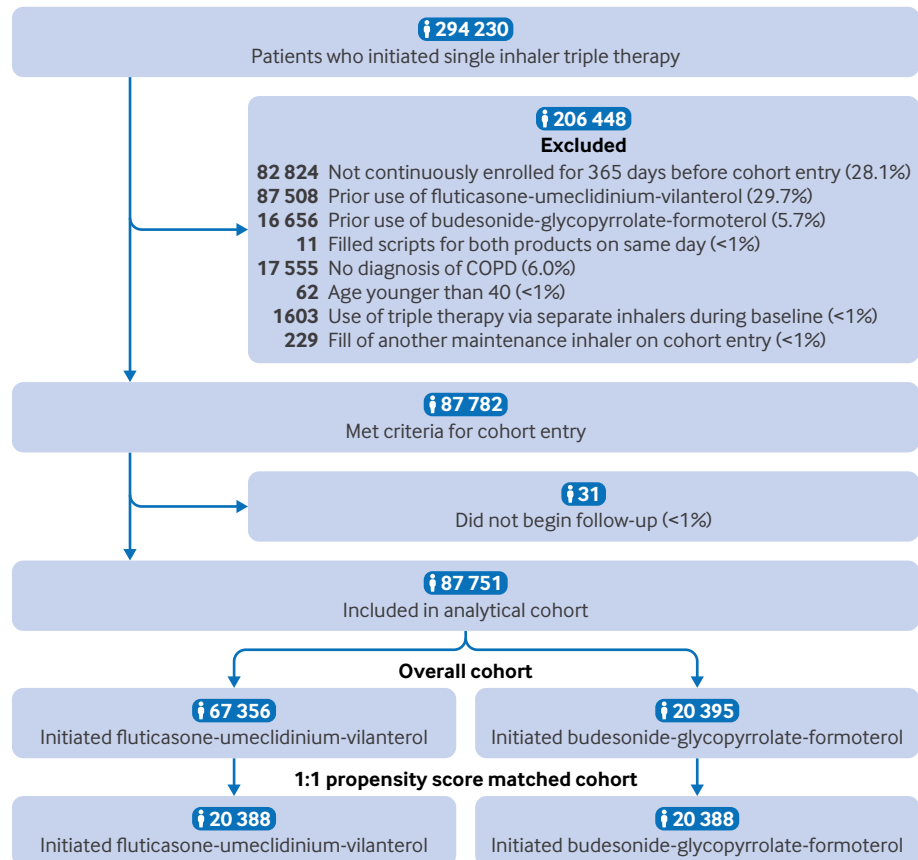 294 230
Patients who initiated single inhaler triple therapy
206 448
Excluded
82 824 Not continuously enrolled for 365 days before cohort entry (28.1%)
87 508 Prior use of fluticasone-umeclidinium-vilanterol (29.7%)
16 656 Prior use of budesonide-glycopyrrolate-formoterol (5.7%)
11 Filled scripts for both products on same day (<1%)
17 555 No diagnosis of COPD (6.0%)
62 Age younger than 40 (<1%)
1603 Use of triple therapy via separate inhalers during baseline (<1%)
229 Fill of another maintenance inhaler on cohort entry (<1%)
87 782
Met criteria for cohort entry
31
Did not begin follow-up (<1%)
87 751
Included in analytical cohort
Overall cohort
67 356
Initiated fluticasone-umeclidinium-vilanterol
20 395
Initiated budesonide-glycopyrrolate-formoterol
1:1 propensity score matched cohort
20 388
Initiated fluticasone-umeclidinium-vilanterol
20 388
Initiated budesonide-glycopyrrolate-formoterol